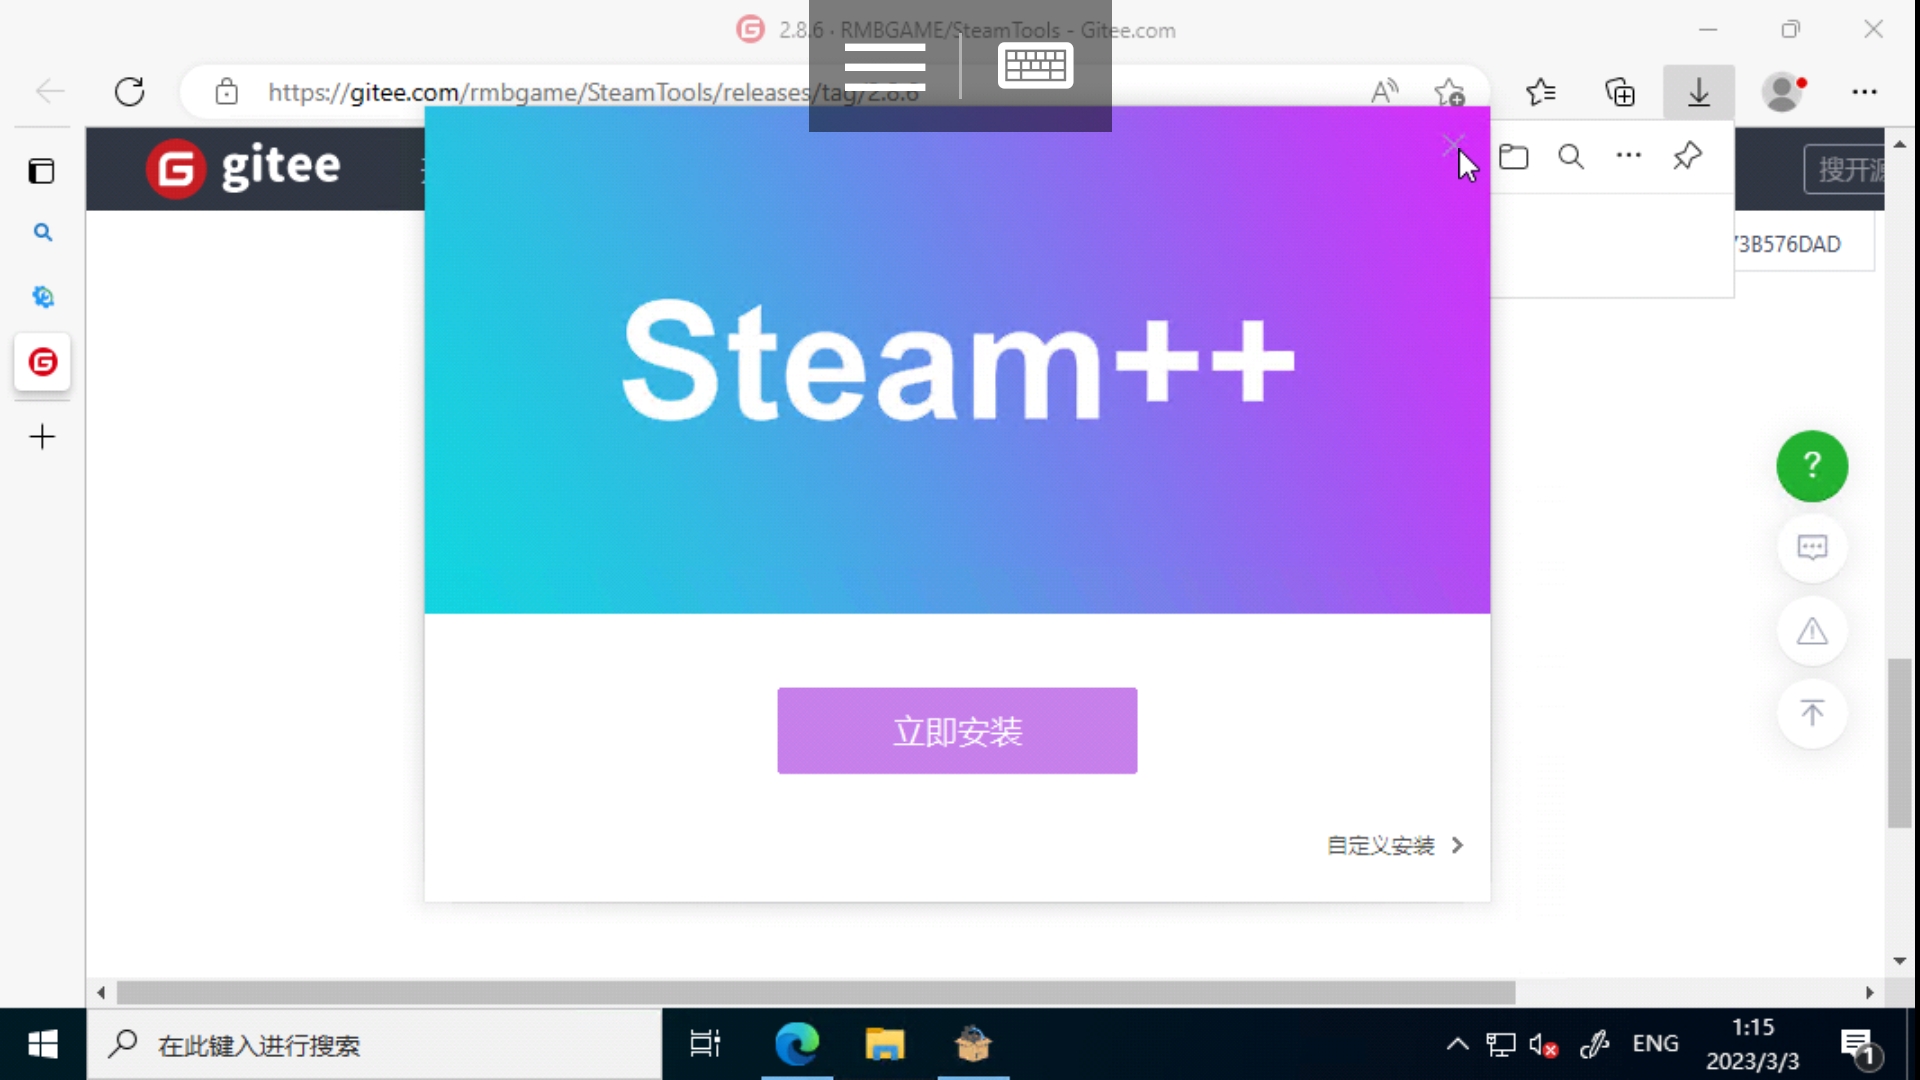 2.8.6 · RMBGAME/SteamTools - Gitee.com
https://gitee.com/rmbgame/SteamTools/releases/tag/2.8.6
gitee
搜开源
73B576DAD
Steam++
立即安装
自定义安装
在此键入进行搜索
ENG
1:15
2023/3/3
1